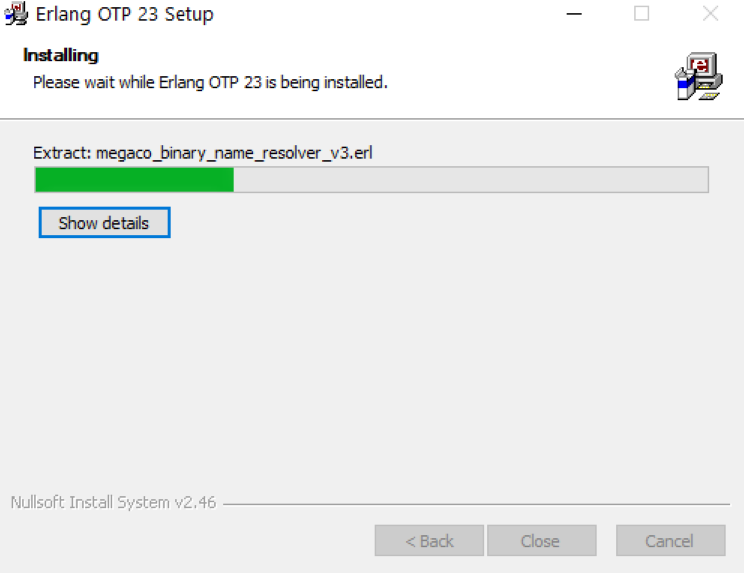 Erlang OTP 23 Setup
Installing
Please wait while Erlang OTP 23 is being installed.
Extract: megaco_binary_name_resolver_v3.erl
Show details
Nullsoft Install System v2.46
< Back Close Cancel